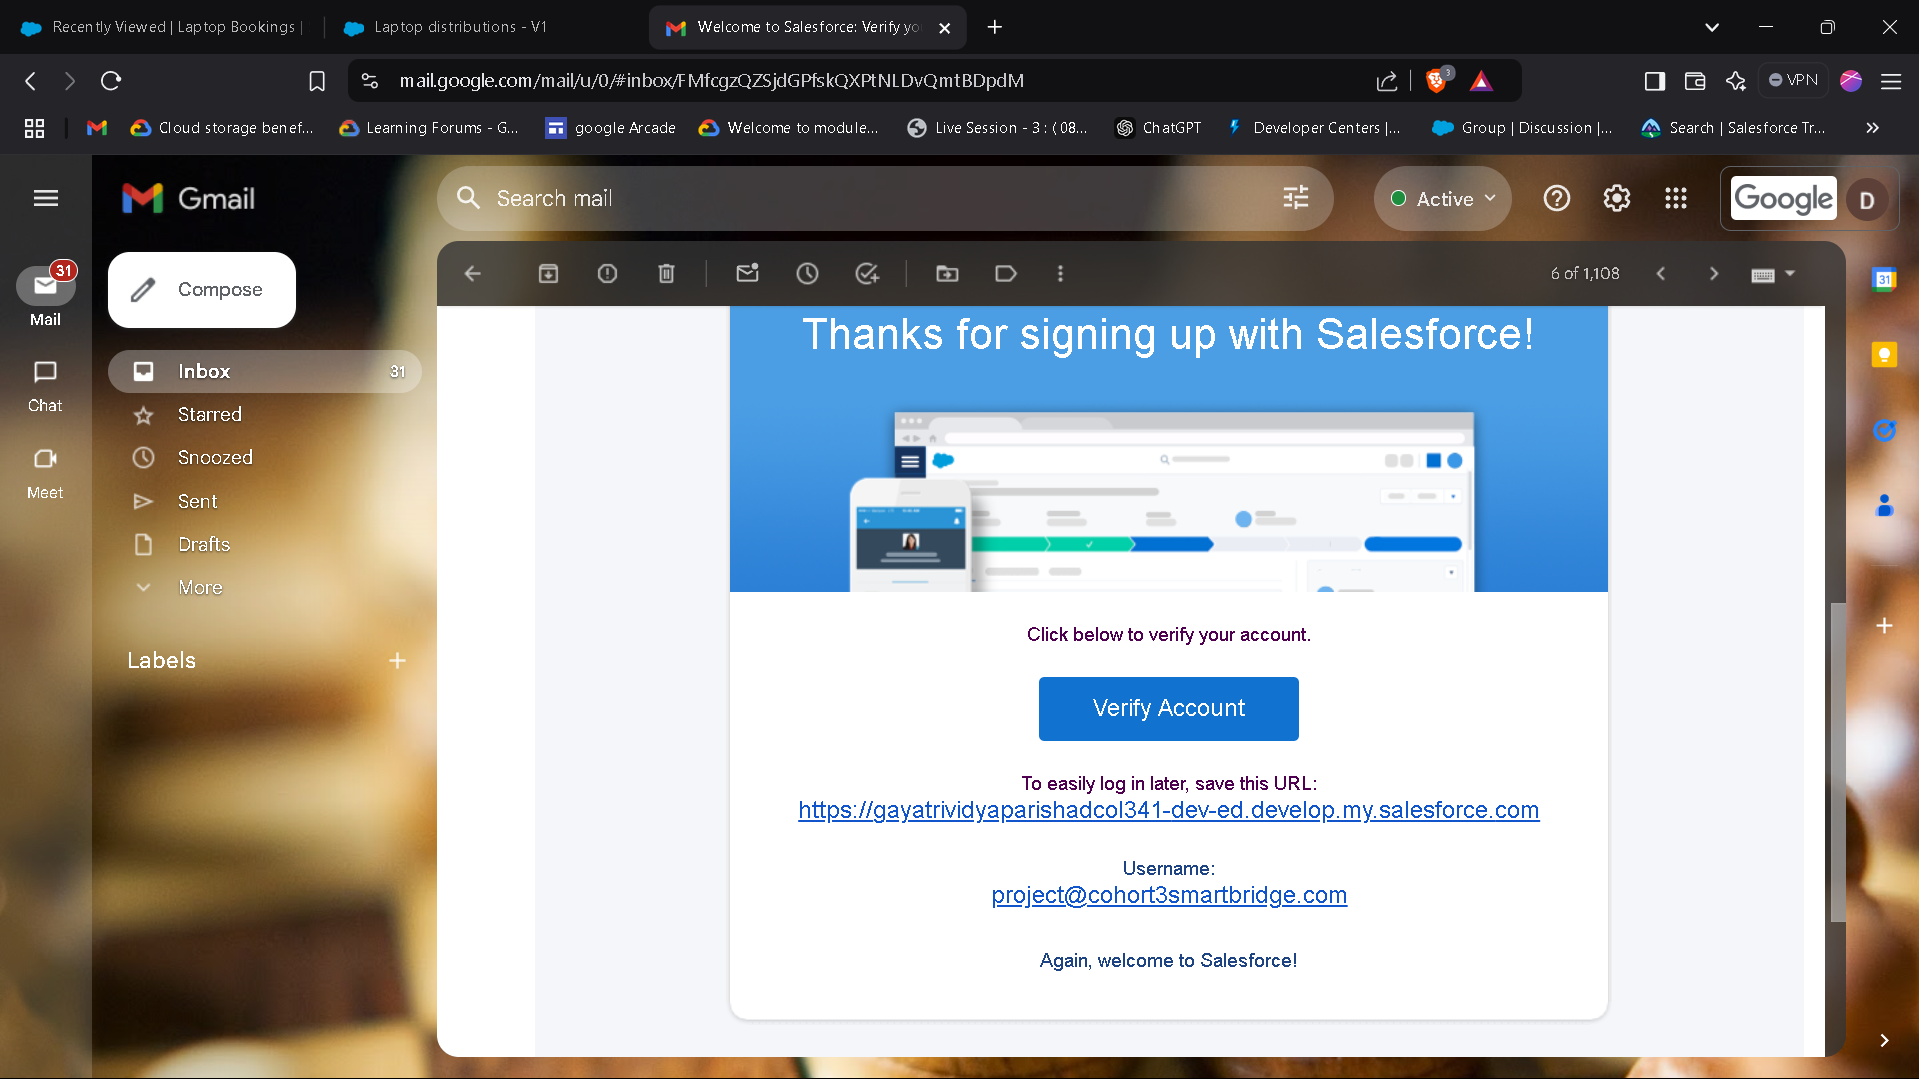 Recently Viewed | Laptop Bookings |
Laptop distributions - V1
Welcome to Salesforce: Verify yo
mail.google.com/mail/u/0/#inbox/FMfcgzQZSjdGPfskQXPtNLDvQmtBDpdM
3
VPN
Cloud storage benef...
Learning Forums - G...
google Arcade
Welcome to module...
Live Session - 3 : ( 08...
ChatGPT
Developer Centers |...
Group | Discussion |...
Search | Salesforce Tr...
Gmail
Search mail
Active
Google
D
31
Mail
Chat
Meet
Compose
Inbox 31
Starred
Snoozed
Sent
Drafts
More
Labels
6 of 1,108
31
Thanks for signing up with Salesforce!
Click below to verify your account.
Verify Account
To easily log in later, save this URL:
https://gayatrividyaparishadcol341-dev-ed.develop.my.salesforce.com
Username:
project@cohort3smartbridge.com
Again, welcome to Salesforce!